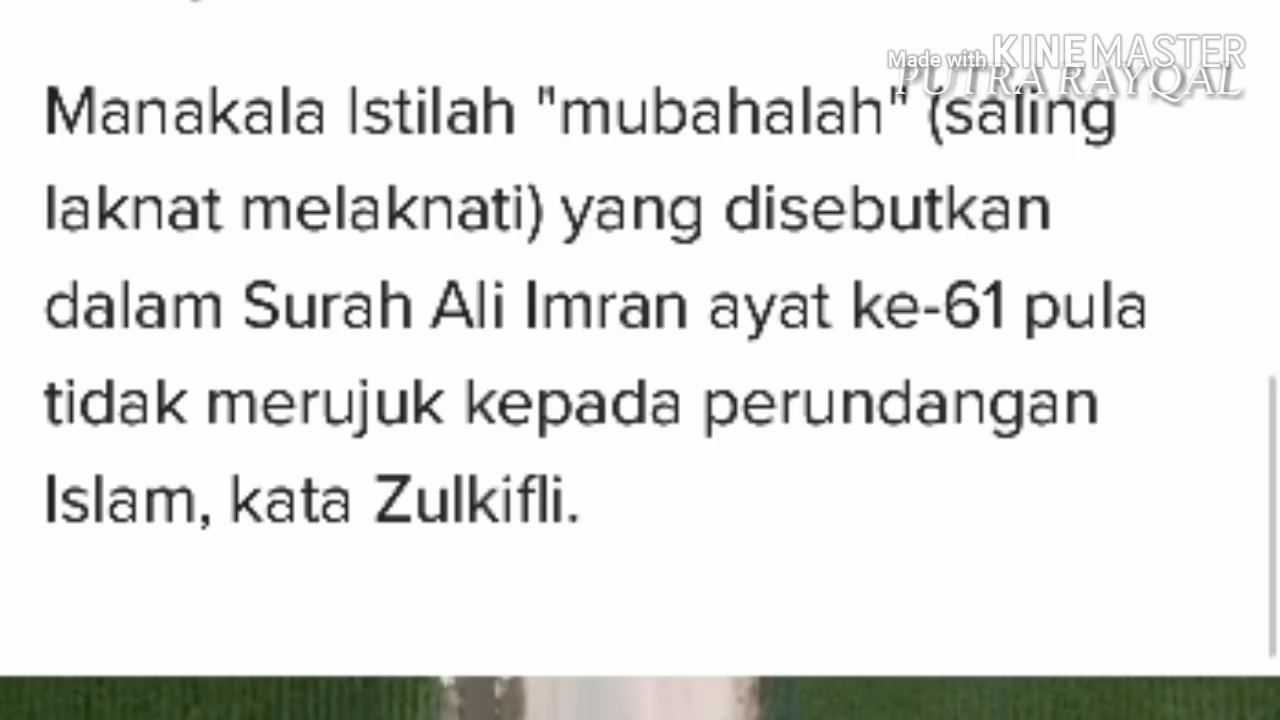 Made with KINEMASTER
PUTRA RAYQAL
Manakala Istilah "mubahalah" (saling
laknat melaknati) yang disebutkan
dalam Surah Ali Imran ayat ke-61 pula
tidak merujuk kepada perundangan
Islam, kata Zulkifli.